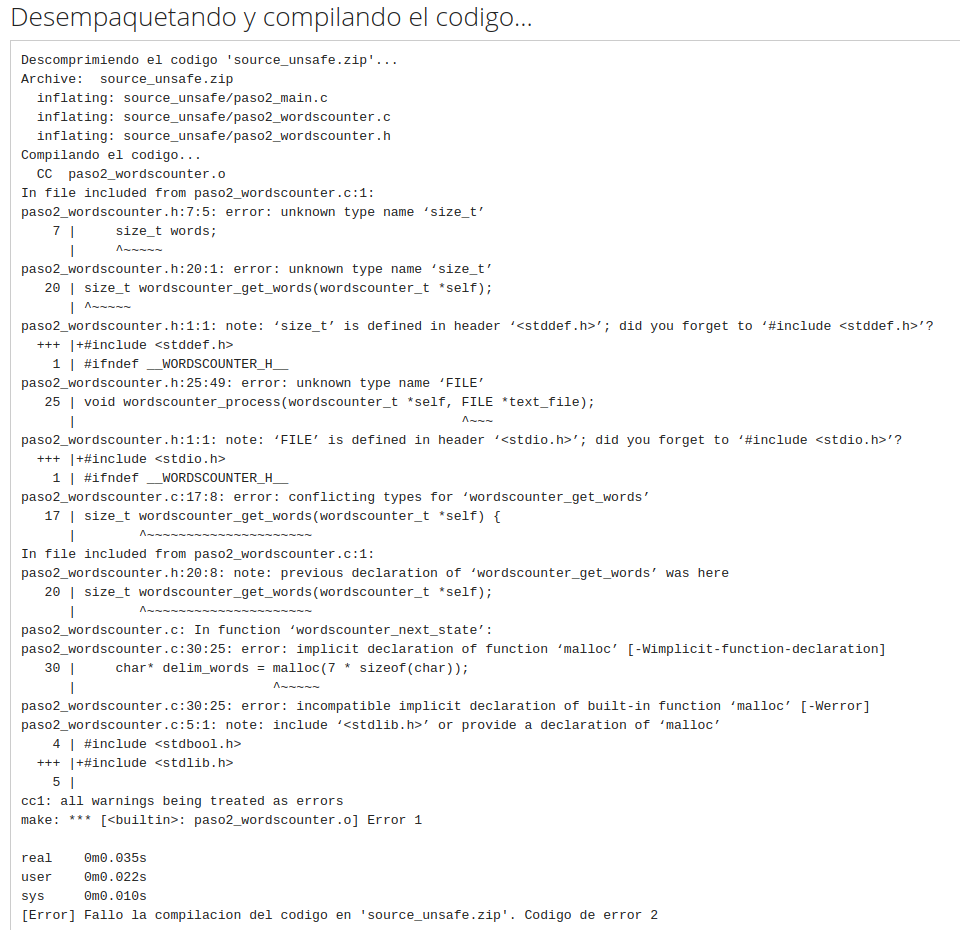 Desempaquetando y compilando el codigo...
Descomprimiendo el codigo 'source_unsafe.zip'...
Archive:  source_unsafe.zip
  inflating: source_unsafe/paso2_main.c
  inflating: source_unsafe/paso2_wordscounter.c
  inflating: source_unsafe/paso2_wordscounter.h
Compilando el codigo...
  CC  paso2_wordscounter.o
In file included from paso2_wordscounter.c:1:
paso2_wordscounter.h:7:5: error: unknown type name ‘size_t’
    7 |     size_t words;
      |     ^~~~~~
paso2_wordscounter.h:20:1: error: unknown type name ‘size_t’
   20 | size_t wordscounter_get_words(wordscounter_t *self);
      | ^~~~~~
paso2_wordscounter.h:1:1: note: ‘size_t’ is defined in header ‘<stddef.h>’; did you forget to ‘#include <stddef.h>’?
  +++ |+#include <stddef.h>
    1 | #ifndef __WORDSCOUNTER_H__
paso2_wordscounter.h:25:49: error: unknown type name ‘FILE’
   25 | void wordscounter_process(wordscounter_t *self, FILE *text_file);
      |                                                 ^~~~
paso2_wordscounter.h:1:1: note: ‘FILE’ is defined in header ‘<stdio.h>’; did you forget to ‘#include <stdio.h>’?
  +++ |+#include <stdio.h>
    1 | #ifndef __WORDSCOUNTER_H__
paso2_wordscounter.c:17:8: error: conflicting types for ‘wordscounter_get_words’
   17 | size_t wordscounter_get_words(wordscounter_t *self) {
      |        ^~~~~~~~~~~~~~~~~~~~~~
In file included from paso2_wordscounter.c:1:
paso2_wordscounter.h:20:8: note: previous declaration of ‘wordscounter_get_words’ was here
   20 | size_t wordscounter_get_words(wordscounter_t *self);
      |        ^~~~~~~~~~~~~~~~~~~~~~
paso2_wordscounter.c: In function ‘wordscounter_next_state’:
paso2_wordscounter.c:30:25: error: implicit declaration of function ‘malloc’ [-Wimplicit-function-declaration]
   30 |     char* delim_words = malloc(7 * sizeof(char));
      |                         ^~~~~~
paso2_wordscounter.c:30:25: error: incompatible implicit declaration of built-in function ‘malloc’ [-Werror]
paso2_wordscounter.c:5:1: note: include ‘<stdlib.h>’ or provide a declaration of ‘malloc’
    4 | #include <stdbool.h>
  +++ |+#include <stdlib.h>
    5 |
cc1: all warnings being treated as errors
make: *** [<builtin>: paso2_wordscounter.o] Error 1
real    0m0.035s
user    0m0.022s
sys     0m0.010s
[Error] Fallo la compilacion del codigo en 'source_unsafe.zip'. Codigo de error 2